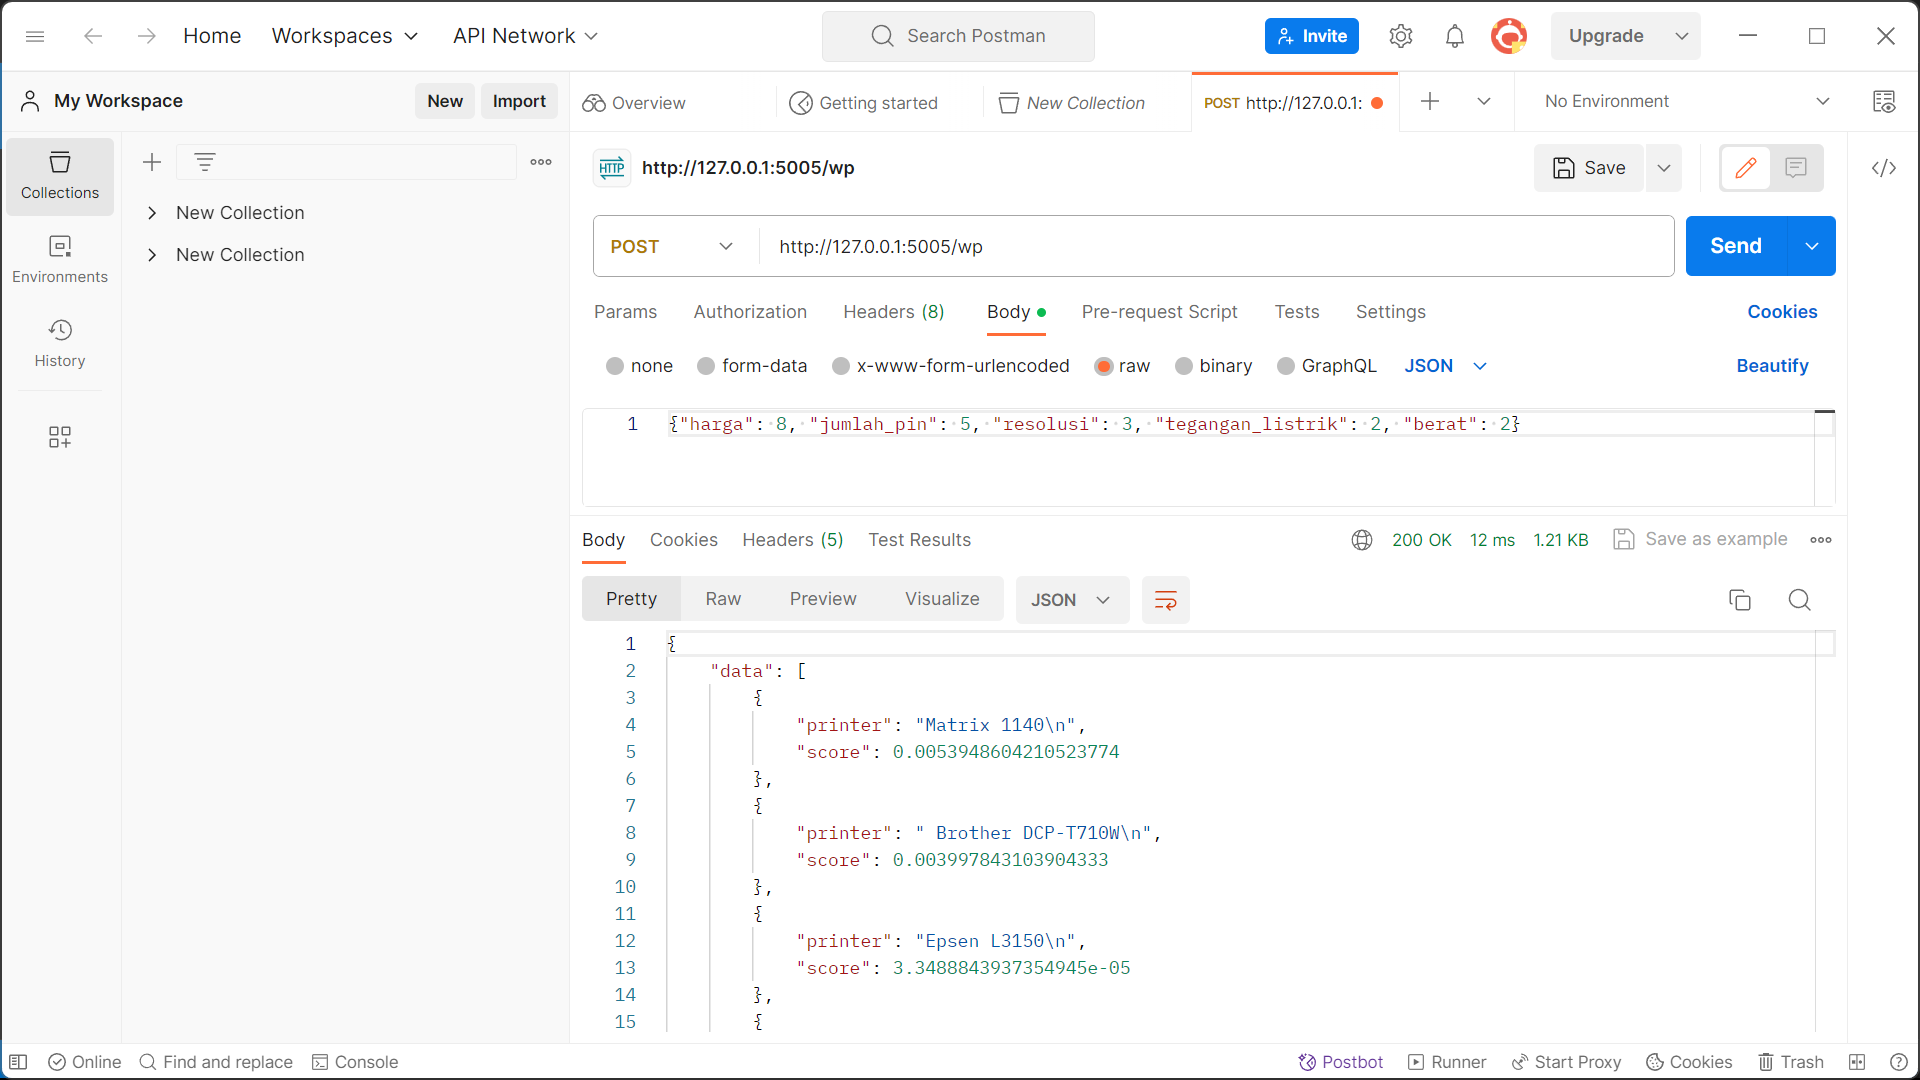 Home Workspaces API Network Search Postman Invite Upgrade
My Workspace New Import Overview Getting started New Collection POST http://127.0.0.1: No Environment
Collections
New Collection
New Collection
Environments
History
HTTP http://127.0.0.1:5005/wp Save
POST http://127.0.0.1:5005/wp Send
Params Authorization Headers (8) Body Pre-request Script Tests Settings Cookies
none form-data x-www-form-urlencoded raw binary GraphQL JSON Beautify
1 {"harga": 8, "jumlah_pin": 5, "resolusi": 3, "tegangan_listrik": 2, "berat": 2}
Body Cookies Headers (5) Test Results 200 OK 12 ms 1.21 KB Save as example
Pretty Raw Preview Visualize JSON
1 {
2 "data": [
3 {
4 "printer": "Matrix 1140\n",
5 "score": 0.0053948604210523774
6 },
7 {
8 "printer": " Brother DCP-T710W\n",
9 "score": 0.003997843103904333
10 },
11 {
12 "printer": "Epsen L3150\n",
13 "score": 3.3488843937354945e-05
14 },
15 {
Online Find and replace Console Postbot Runner Start Proxy Cookies Trash